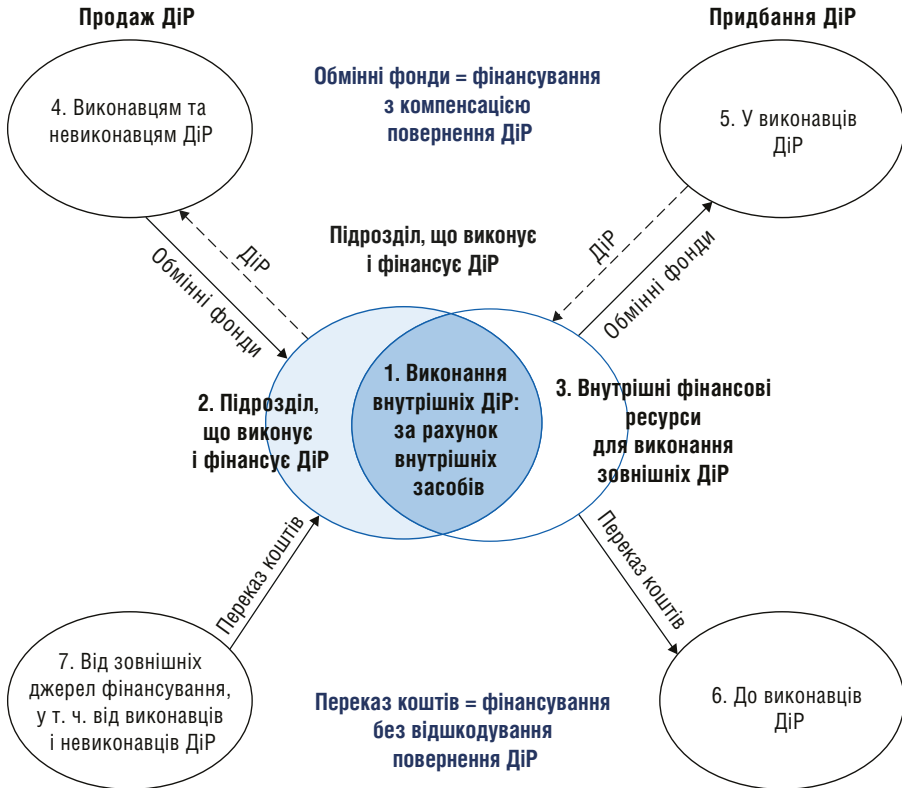 Продаж ДіР
Придбання ДіР
4. Виконавцям та
невиконавцям ДіР
Обмінні фонди = фінансування
з компенсацією
повернення ДіР
5. У виконавців
ДіР
ДіР
Обмінні фонди
Підрозділ, що виконує
і фінансує ДіР
ДіР
Обмінні фонди
2. Підрозділ,
що виконує
і фінансує ДіР
1. Виконання
внутрішніх ДіР:
за рахунок
внутрішніх
засобів
3. Внутрішні фінансові
ресурси
для виконання
зовнішніх ДіР
Переказ коштів
Переказ коштів
7. Від зовнішніх
джерел фінансування,
у т. ч. від виконавців
і невиконавців ДіР
Переказ коштів = фінансування
без відшкодування
повернення ДіР
6. До виконавців
ДіР